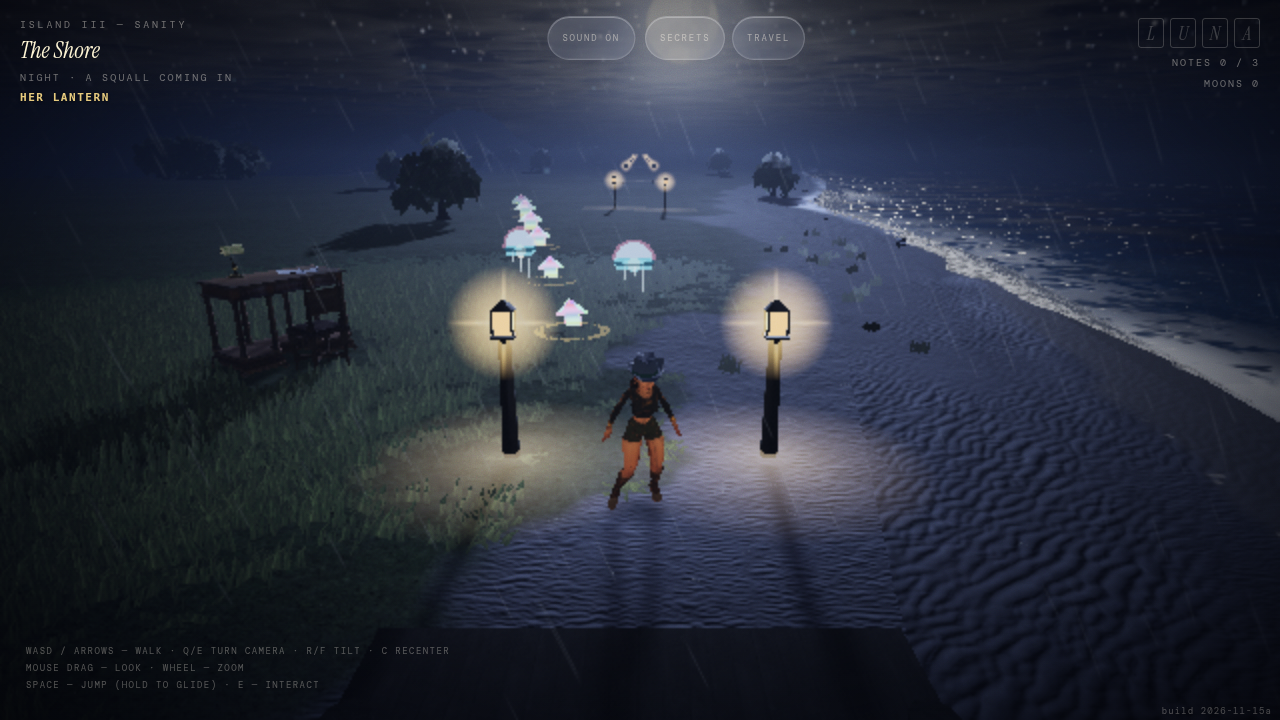 ISLAND III — SANITY
The Shore
NIGHT · A SQUALL COMING IN
HER LANTERN
SOUND ON
SECRETS
TRAVEL
L U N A
NOTES 0 / 3
MOONS 0
WASD / ARROWS — WALK · Q/E TURN CAMERA · R/F TILT · C RECENTER
MOUSE DRAG — LOOK · WHEEL — ZOOM
SPACE — JUMP (HOLD TO GLIDE) · E — INTERACT
build 2026-11-15a